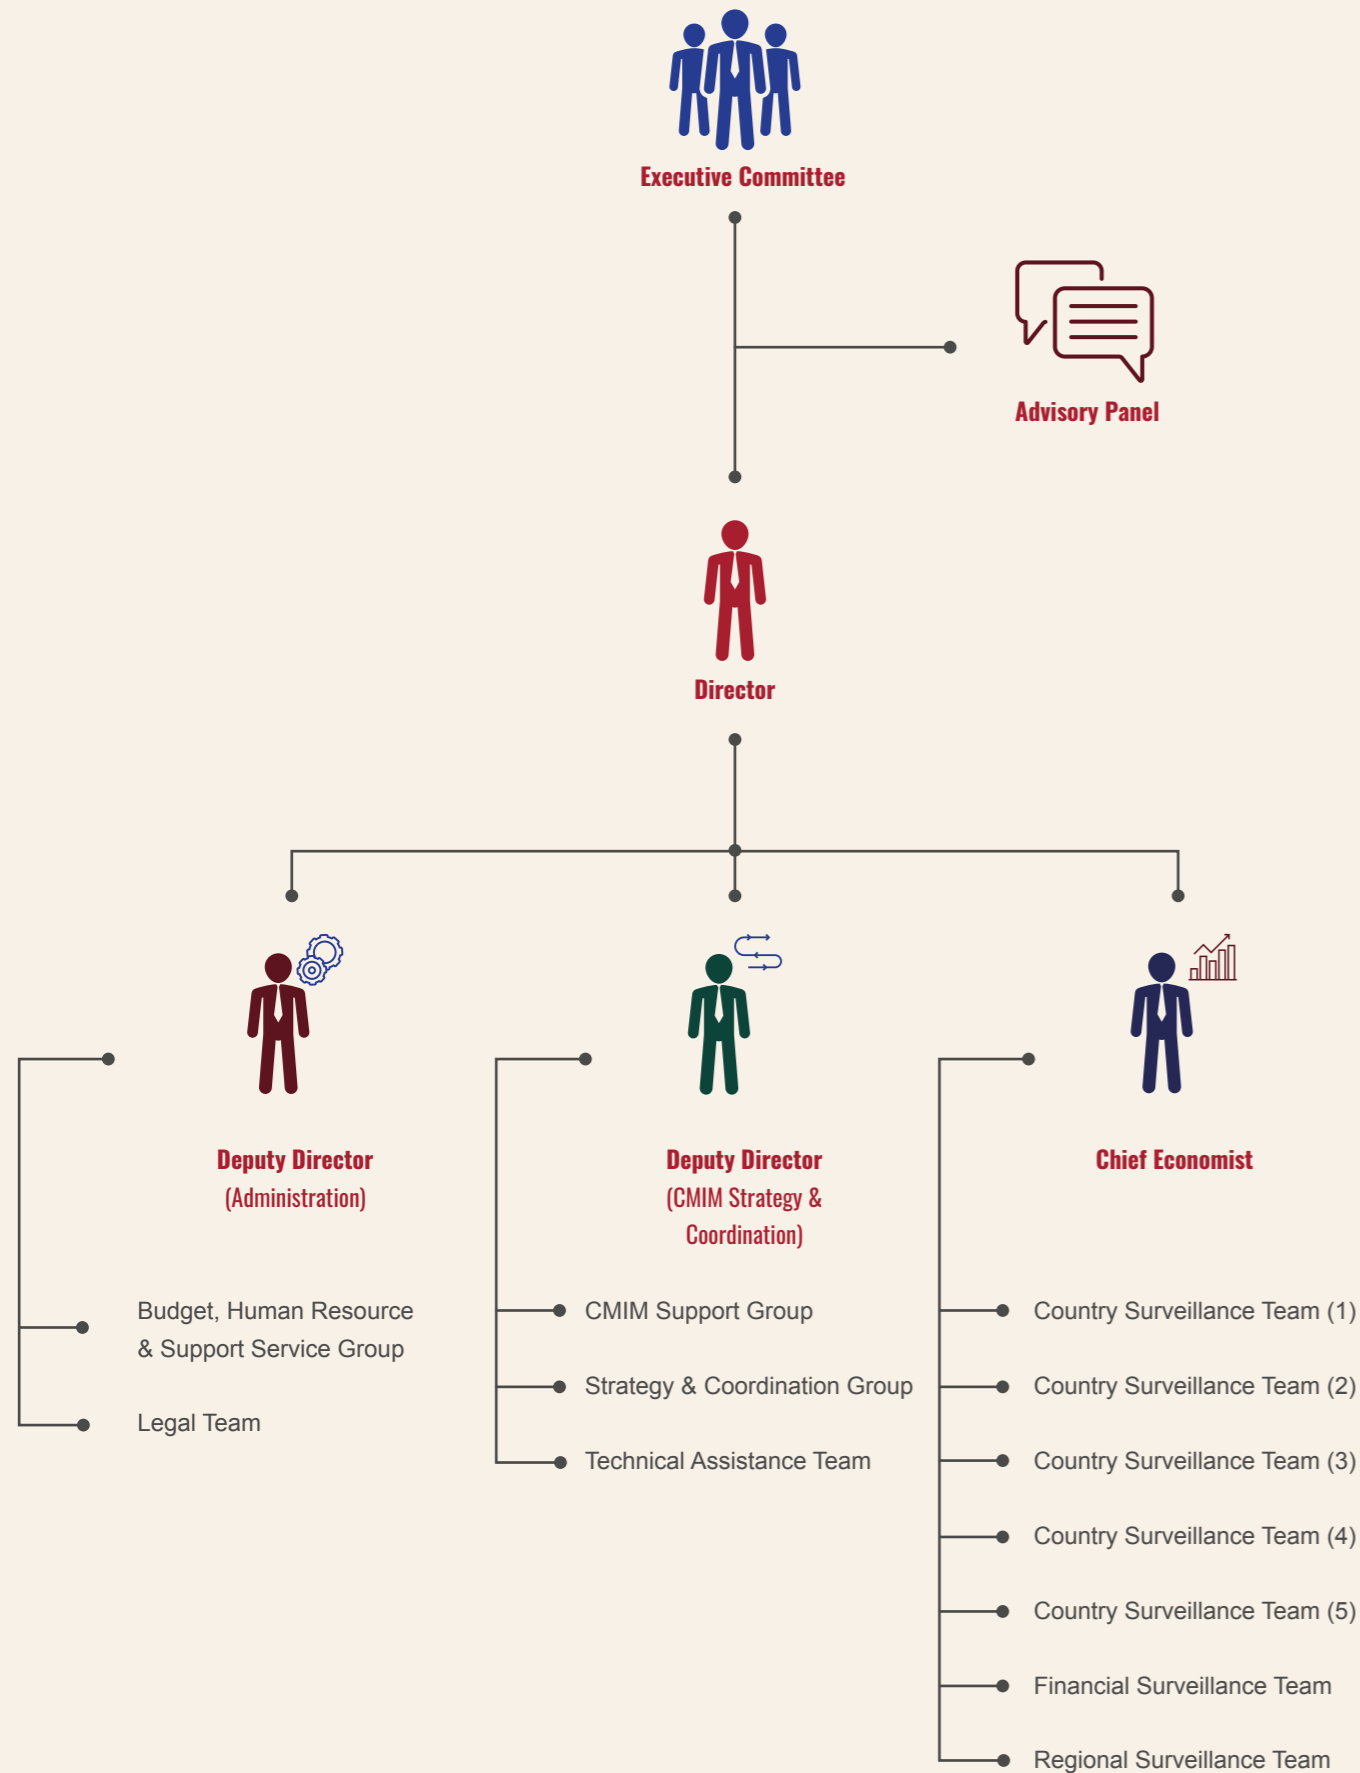 Executive Committee
Advisory Panel
Director
Deputy Director
(Administration)
Budget, Human Resource
& Support Service Group
Legal Team
Deputy Director
(CMIM Strategy &
Coordination)
CMIM Support Group
Strategy & Coordination Group
Technical Assistance Team
Chief Economist
Country Surveillance Team (1)
Country Surveillance Team (2)
Country Surveillance Team (3)
Country Surveillance Team (4)
Country Surveillance Team (5)
Financial Surveillance Team
Regional Surveillance Team